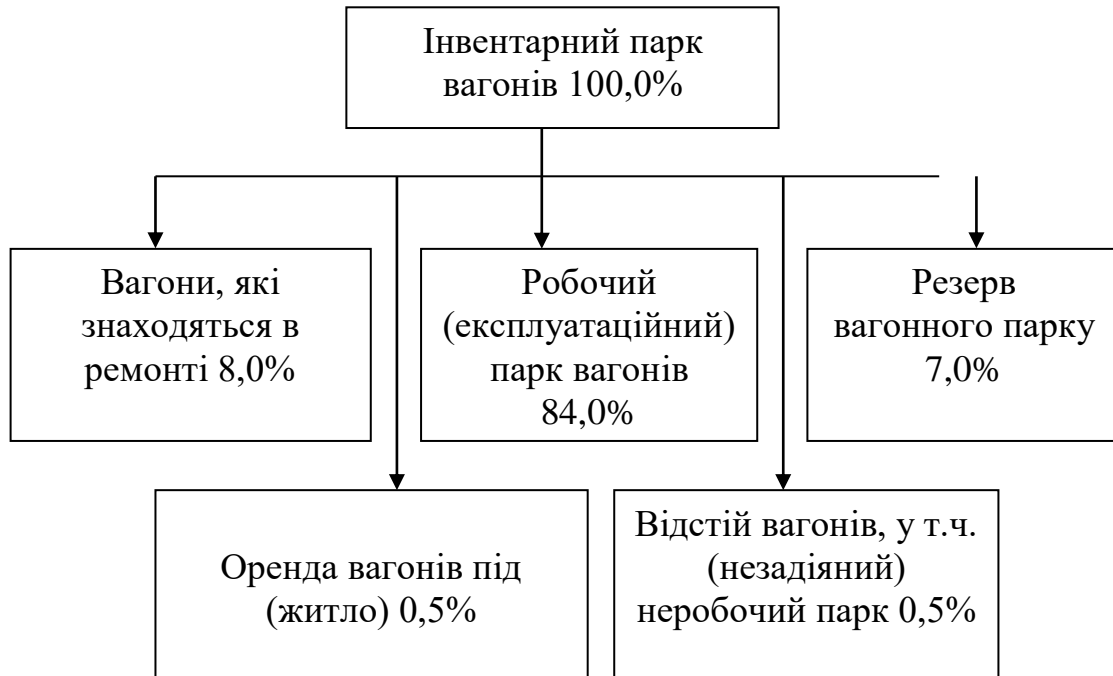 Інвентарний парк
вагонів 100,0%
Вагони, які
знаходяться в
ремонті 8,0%
Робочий
(експлуатаційний)
парк вагонів
84,0%
Резерв
вагонного парку
7,0%
Оренда вагонів під
(житло) 0,5%
Відстій вагонів, у т.ч.
(незадіяний)
неробочий парк 0,5%